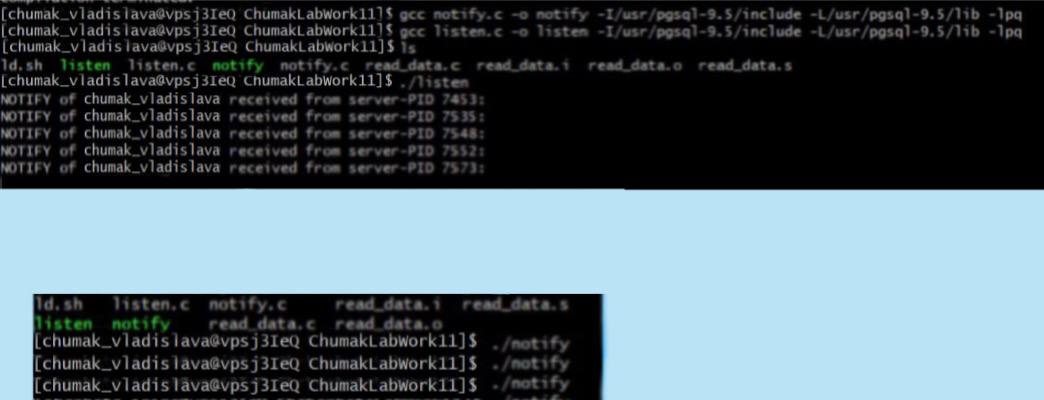 [chumak_vladislava@vpsj3IeQ ChumakLabWork11]$ gcc notify.c -o notify -I/usr/pgsql-9.5/include -L/usr/pgsql-9.5/lib -lpq
[chumak_vladislava@vpsj3IeQ ChumakLabWork11]$ gcc listen.c -o listen -I/usr/pgsql-9.5/include -L/usr/pgsql-9.5/lib -lpq
[chumak_vladislava@vpsj3IeQ ChumakLabWork11]$ ls
ld.sh listen listen.c notify notify.c read_data.c read_data.i read_data.o read_data.s
[chumak_vladislava@vpsj3IeQ ChumakLabWork11]$ ./listen
NOTIFY of chumak_vladislava received from server-PID 7453:
NOTIFY of chumak_vladislava received from server-PID 7535:
NOTIFY of chumak_vladislava received from server-PID 7548:
NOTIFY of chumak_vladislava received from server-PID 7552:
NOTIFY of chumak_vladislava received from server-PID 7573:
ld.sh listen.c notify.c read_data.i read_data.s
listen notify read_data.c read_data.o
[chumak_vladislava@vpsj3IeQ ChumakLabWork11]$ ./notify
[chumak_vladislava@vpsj3IeQ ChumakLabWork11]$ ./notify
[chumak_vladislava@vpsj3IeQ ChumakLabWork11]$ ./notify